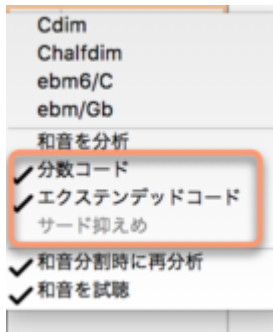 Cdim
Chalfdim
ebm6/C
ebm/Gb
和音を分析
分数コード
エクステンデッドコード
サード抑えめ
和音分割時に再分析
和音を試聴